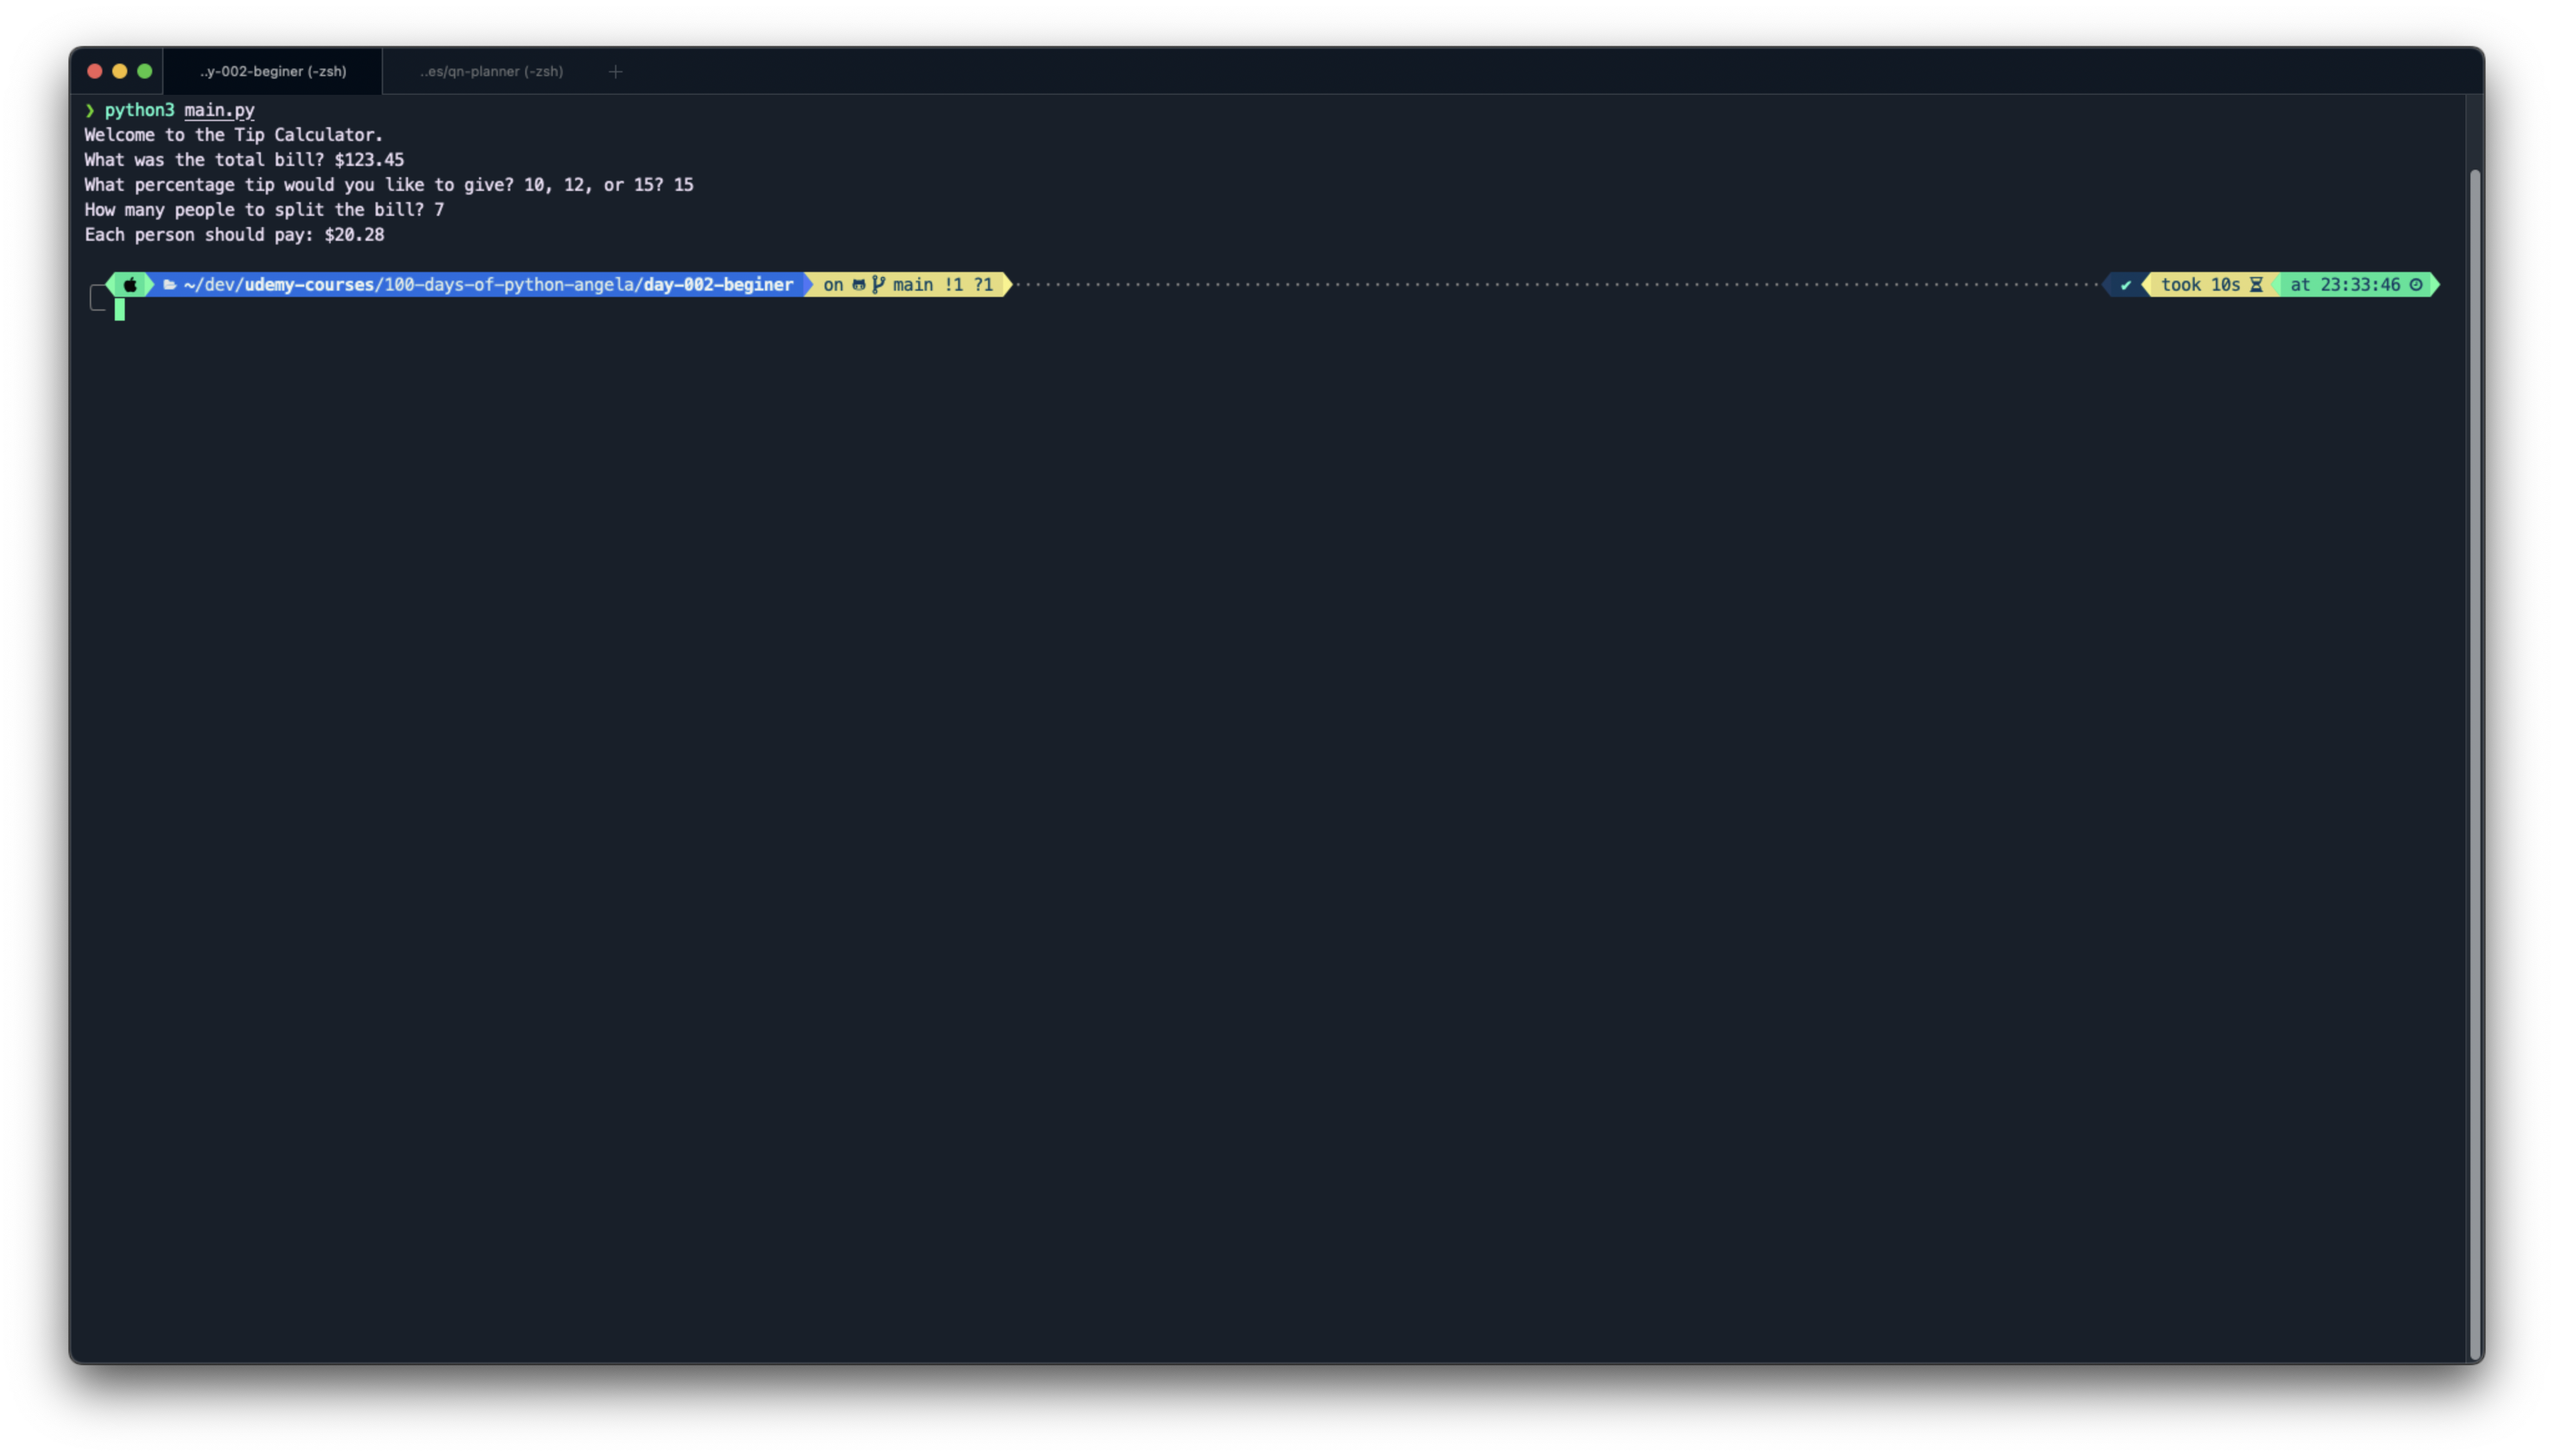 ..y-002-beginer (-zsh) ..es/qn-planner (-zsh) +
❯ python3 main.py
Welcome to the Tip Calculator.
What was the total bill? $123.45
What percentage tip would you like to give? 10, 12, or 15? 15
How many people to split the bill? 7
Each person should pay: $20.28
~/dev/udemy-courses/100-days-of-python-angela/day-002-beginer on main !1 ?1 ✔ took 10s at 23:33:46